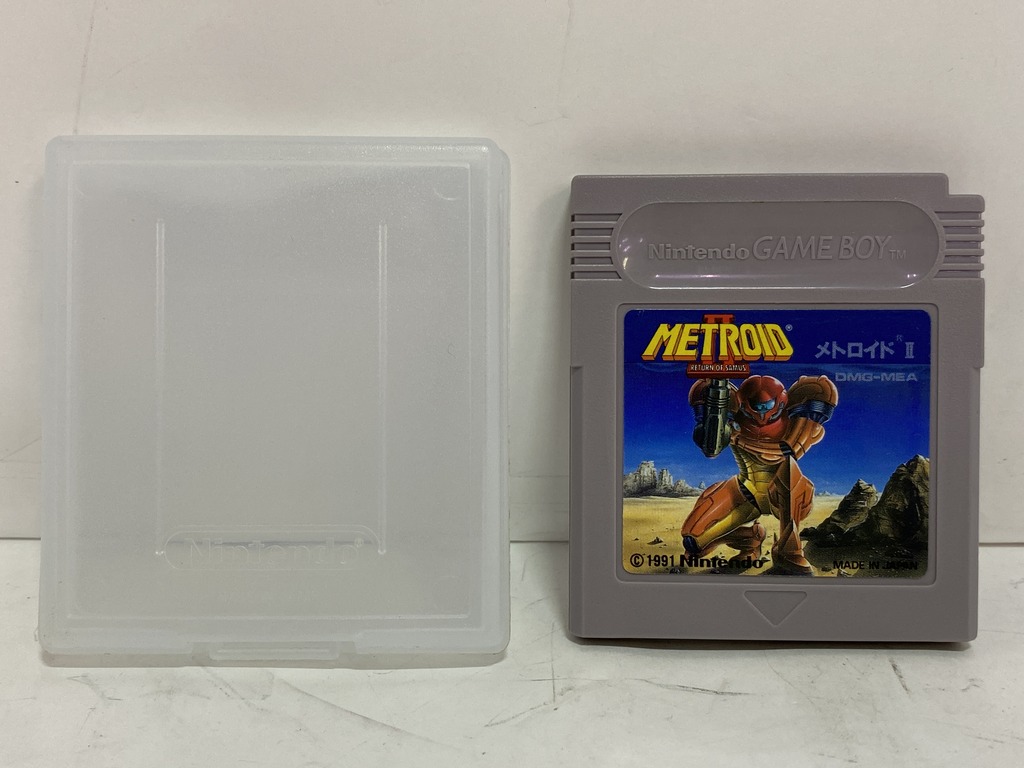 Nintendo®
Nintendo GAME BOY™
METROID® II
RETURN OF SAMUS
メトロイド® II
DMG-MEA
© 1991 Nintendo
MADE IN JAPAN